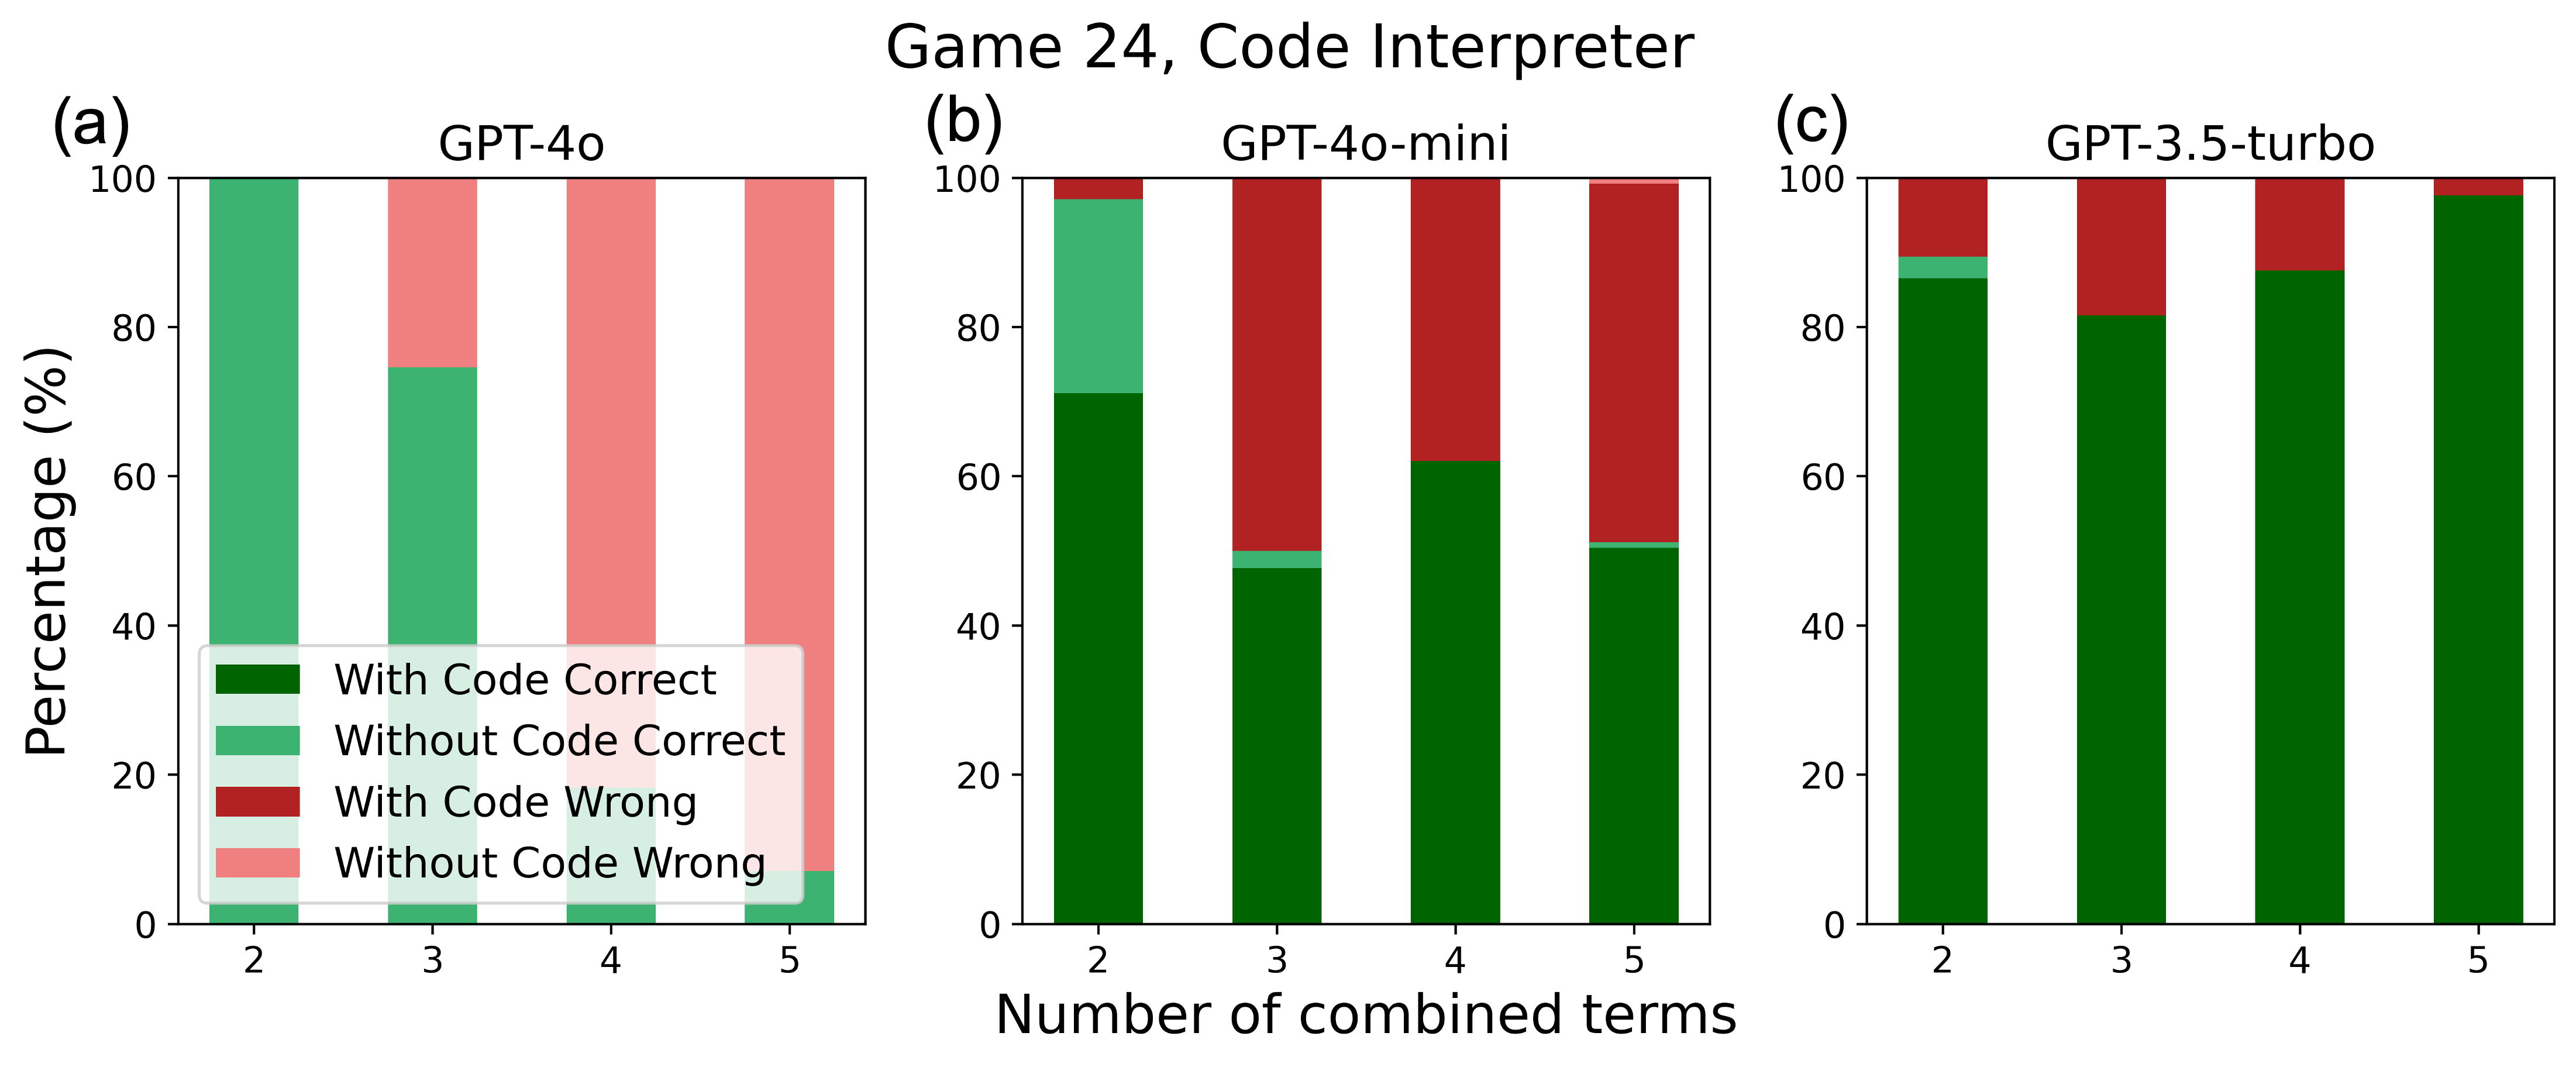 Game 24, Code Interpreter
(a)
GPT-4o
Percentage (%)
100
80
60
40
20
0
With Code Correct
Without Code Correct
With Code Wrong
Without Code Wrong
2 3 4 5
(b)
GPT-4o-mini
100
80
60
40
20
0
2 3 4 5
(c)
GPT-3.5-turbo
100
80
60
40
20
0
2 3 4 5
Number of combined terms